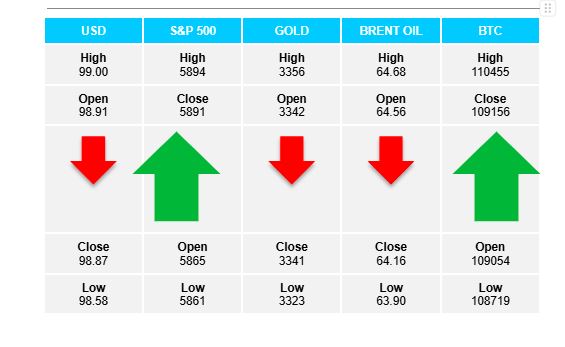 USD S&P 500 GOLD BRENT OIL BTC
High High High High High
99.00 5894 3356 64.68 110455
Open Close Open Open Close
98.91 5891 3342 64.56 109156
Close Open Close Close Open
98.87 5865 3341 64.16 109054
Low Low Low Low Low
98.58 5861 3323 63.90 108719